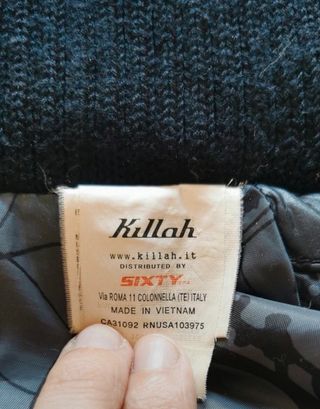 Killah
www.killah.it
DISTRIBUTED BY
SIXTY
Via ROMA 11 COLONNELLA (TE) ITALY
MADE IN VIETNAM
CA31092 RNUSA103975